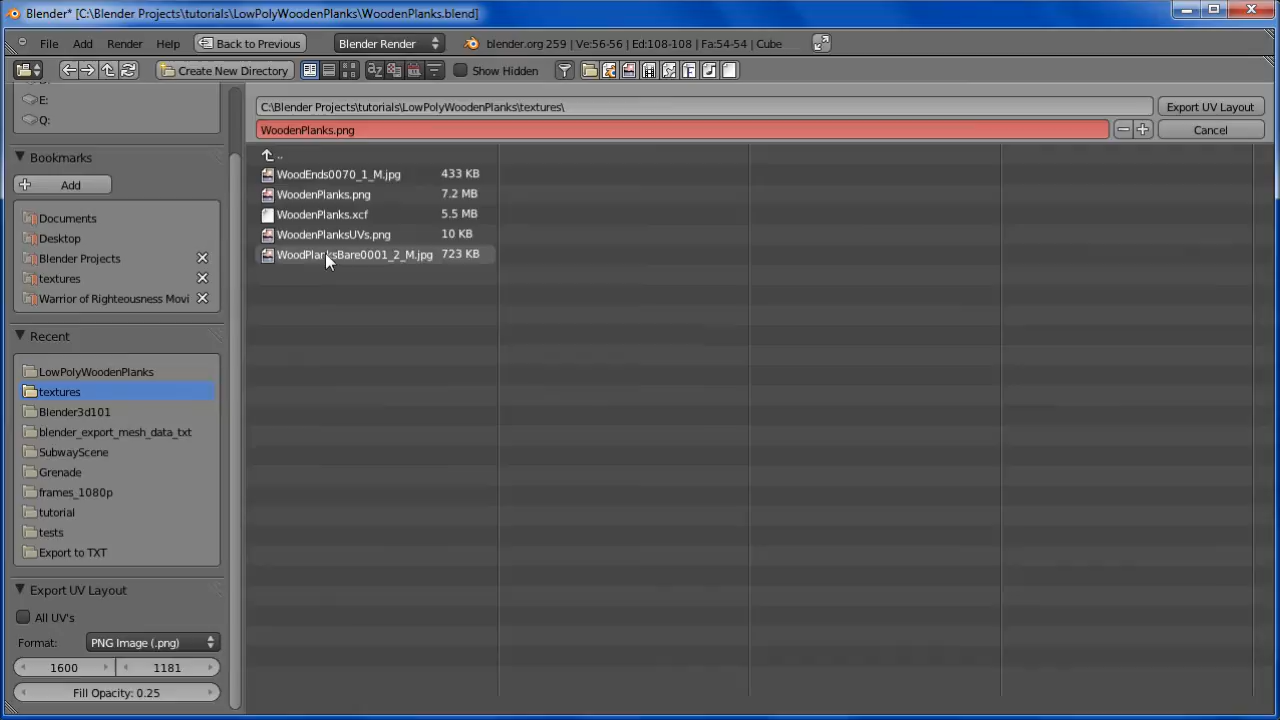 Blender* [C:\Blender Projects\tutorials\LowPolyWoodenPlanks\WoodenPlanks.blend]
File Add Render Help Back to Previous Blender Render blender.org 259 | Ve:56-56 | Ed:108-108 | Fa:54-54 | Cube
Create New Directory Show Hidden
E:
Q:
Bookmarks
Add
Documents
Desktop
Blender Projects
textures
Warrior of Righteousness Movi
Recent
LowPolyWoodenPlanks
textures
Blender3d101
blender_export_mesh_data_txt
SubwayScene
Grenade
frames_1080p
tutorial
tests
Export to TXT
Export UV Layout
All UV's
Format: PNG Image (.png)
1600 1181
Fill Opacity: 0.25
C:\Blender Projects\tutorials\LowPolyWoodenPlanks\textures\ Export UV Layout
WoodenPlanks.png Cancel
..
WoodEnds0070_1_M.jpg 433 KB
WoodenPlanks.png 7.2 MB
WoodenPlanks.xcf 5.5 MB
WoodenPlanksUVs.png 10 KB
WoodPlanksBare0001_2_M.jpg 723 KB